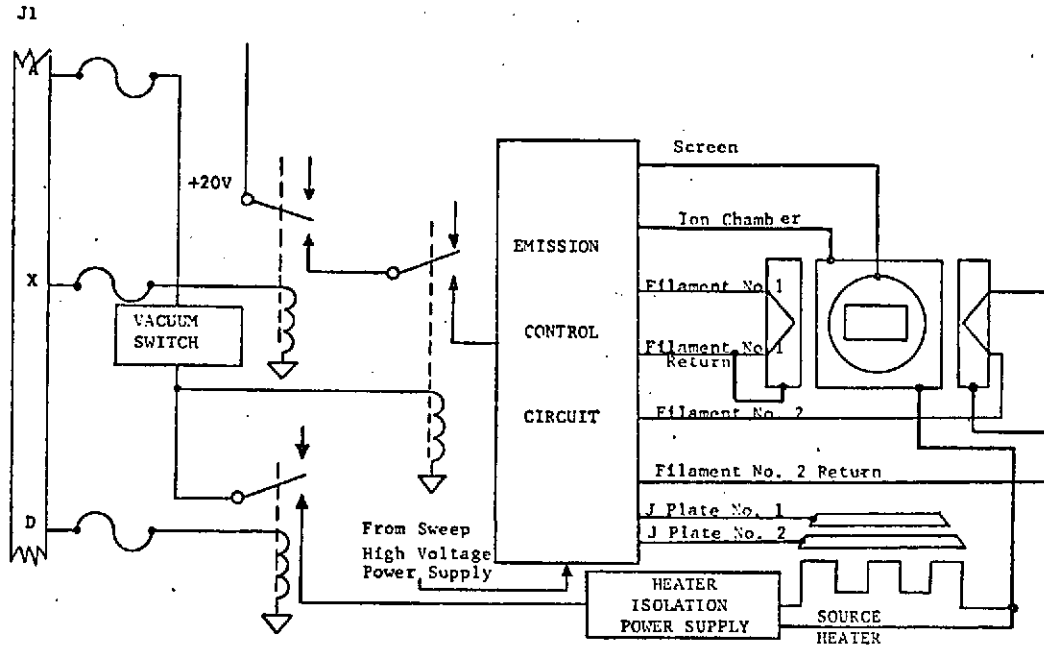 J1
A
+20V
X
VACUUM
SWITCH
D
From Sweep
High Voltage
Power Supply
EMISSION
CONTROL
CIRCUIT
Screen
Ion Chamber
Filament No. 1
Filament No. 1
Return
Filament No. 2
Filament No. 2 Return
J Plate No. 1
J Plate No. 2
HEATER
ISOLATION
POWER SUPPLY
SOURCE
HEATER